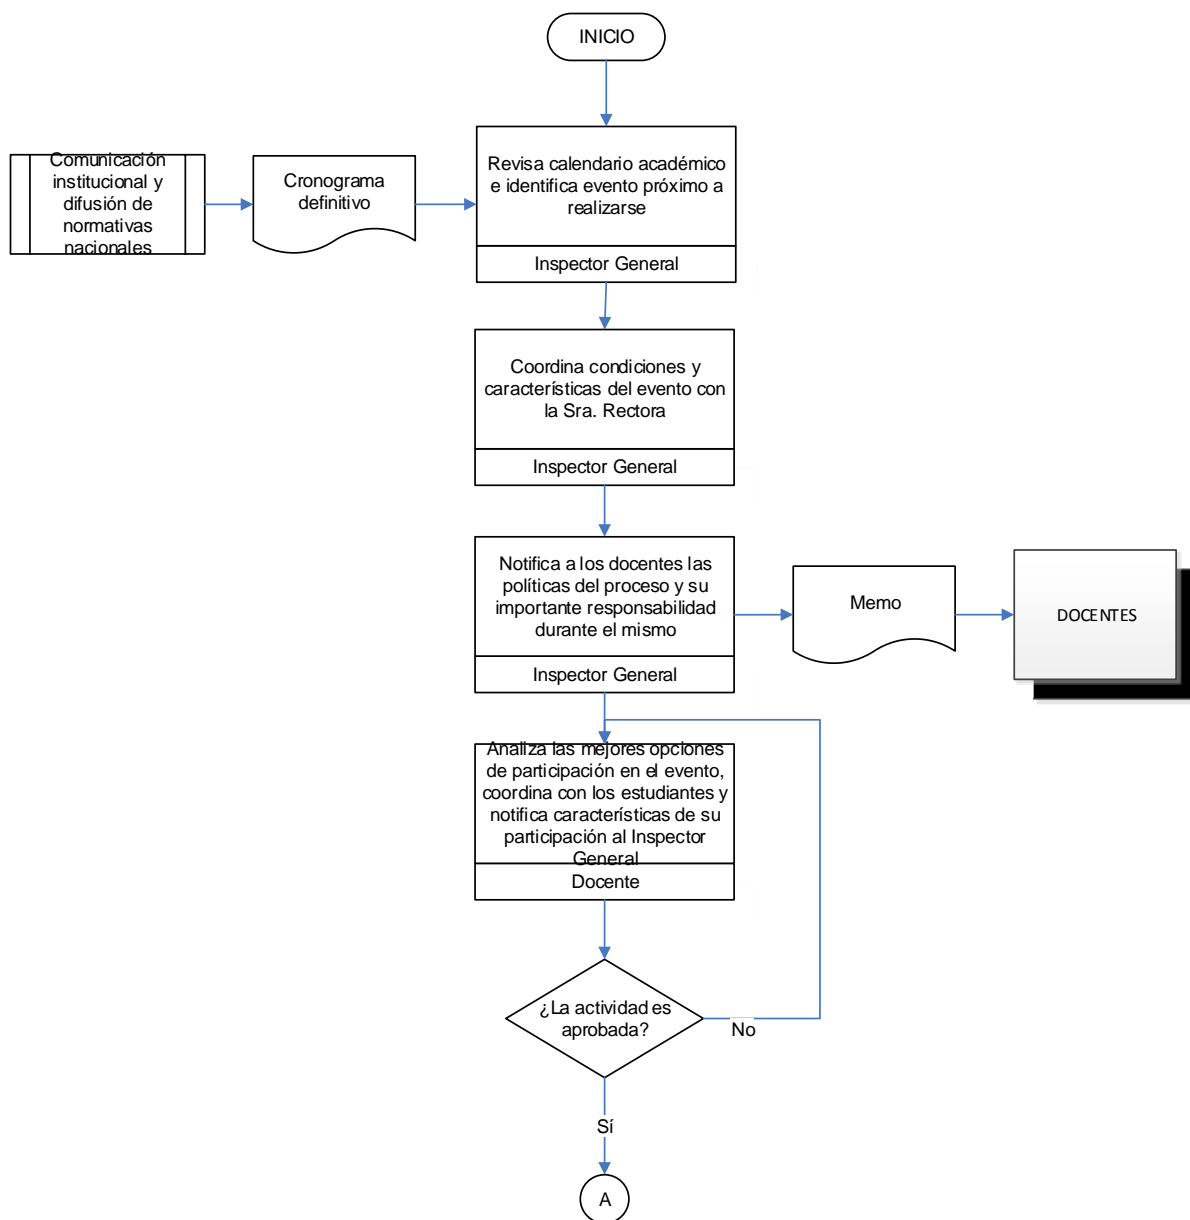 INICIO
Comunicación
institucional y
difusión de
normativas
nacionales
Cronograma
definitivo
Revisa calendario académico
e identifica evento próximo a
realizarse
Inspector General
Coordina condiciones y
características del evento con
la Sra. Rectora
Inspector General
Notifica a los docentes las
políticas del proceso y su
importante responsabilidad
durante el mismo
Inspector General
Memo
DOCENTES
Analiza las mejores opciones
de participación en el evento,
coordina con los estudiantes y
notifica características de su
participación al Inspector
General
Docente
¿La actividad es
aprobada?
No
Sí
A